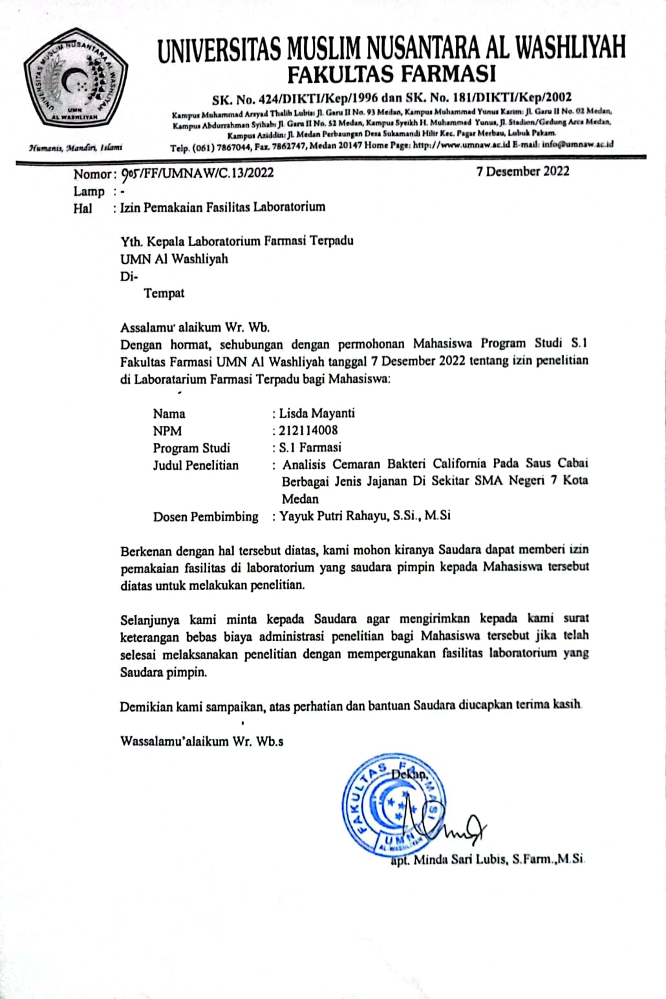 UNIVERSITAS MUSLIM NUSANTARA AL WASHLIYAH
UMN
AL WASHLIYAH
Humanis, Mandiri, Islami
UNIVERSITAS MUSLIM NUSANTARA AL WASHLIYAH
FAKULTAS FARMASI
SK. No. 424/DIKTI/Kep/1996 dan SK. No. 181/DIKTI/Kep/2002
Kampus Muhammad Arsyad Thalib Lubis: Jl. Garu II No. 93 Medan, Kampus Muhammad Yunus Karim: Jl. Garu II No. 02 Medan,
Kampus Abdurrahman Syihab: Jl. Garu II No. 52 Medan, Kampus Syeikh H. Muhammad Yunus, Jl. Stadion/Gedung Arca Medan,
Kampus Aziddin: Jl. Medan Perbaungan Desa Sukamandi Hilir Kec. Pagar Merbau, Lubuk Pakam.
Telp. (061) 7867044, Fax. 7862747, Medan 20147 Home Page: http://www.umnaw.ac.id E-mail: info@umnaw.ac.id
Nomor : 905/FF/UMNAW/C.13/2022 7 Desember 2022
Lamp : -
Hal : Izin Pemakaian Fasilitas Laboratorium
Yth. Kepala Laboratorium Farmasi Terpadu
UMN Al Washliyah
Di-
Tempat
Assalamu' alaikum Wr. Wb.
Dengan hormat, sehubungan dengan permohonan Mahasiswa Program Studi S.1
Fakultas Farmasi UMN Al Washliyah tanggal 7 Desember 2022 tentang izin penelitian
di Laboratarium Farmasi Terpadu bagi Mahasiswa:
Nama : Lisda Mayanti
NPM : 212114008
Program Studi : S.1 Farmasi
Judul Penelitian : Analisis Cemaran Bakteri California Pada Saus Cabai
Berbagai Jenis Jajanan Di Sekitar SMA Negeri 7 Kota
Medan
Dosen Pembimbing : Yayuk Putri Rahayu, S.Si., M.Si
Berkenan dengan hal tersebut diatas, kami mohon kiranya Saudara dapat memberi izin
pemakaian fasilitas di laboratorium yang saudara pimpin kepada Mahasiswa tersebut
diatas untuk melakukan penelitian.
Selanjunya kami minta kepada Saudara agar mengirimkan kepada kami surat
keterangan bebas biaya administrasi penelitian bagi Mahasiswa tersebut jika telah
selesai melaksanakan penelitian dengan mempergunakan fasilitas laboratorium yang
Saudara pimpin.
Demikian kami sampaikan, atas perhatian dan bantuan Saudara diucapkan terima kasih.
Wassalamu'alaikum Wr. Wb.s
Dekan,
FAKULTAS FARMASI
UMN
AL WASHLIYAH
apt. Minda Sari Lubis, S.Farm.,M.Si.